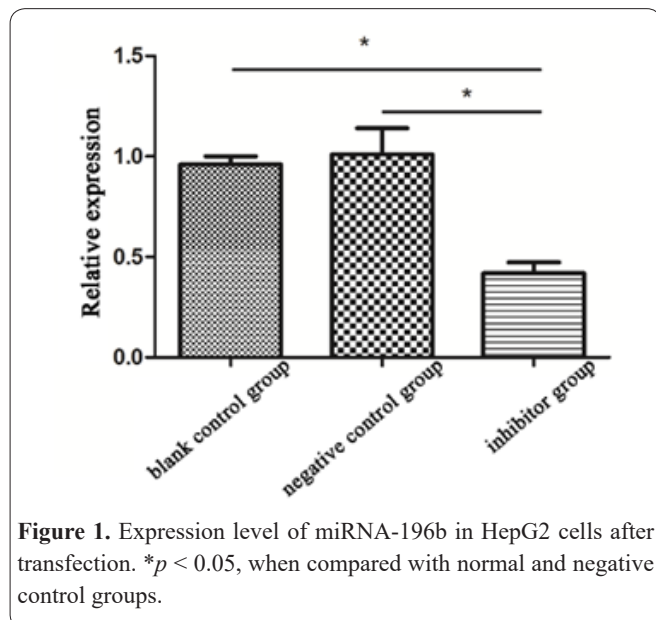 *
*
1.5
1.0
0.5
0.0
Relative expression
blank control group
negative control group
inhibitor group
Figure 1. Expression level of miRNA-196b in HepG2 cells after
transfection. *p < 0.05, when compared with normal and negative
control groups.